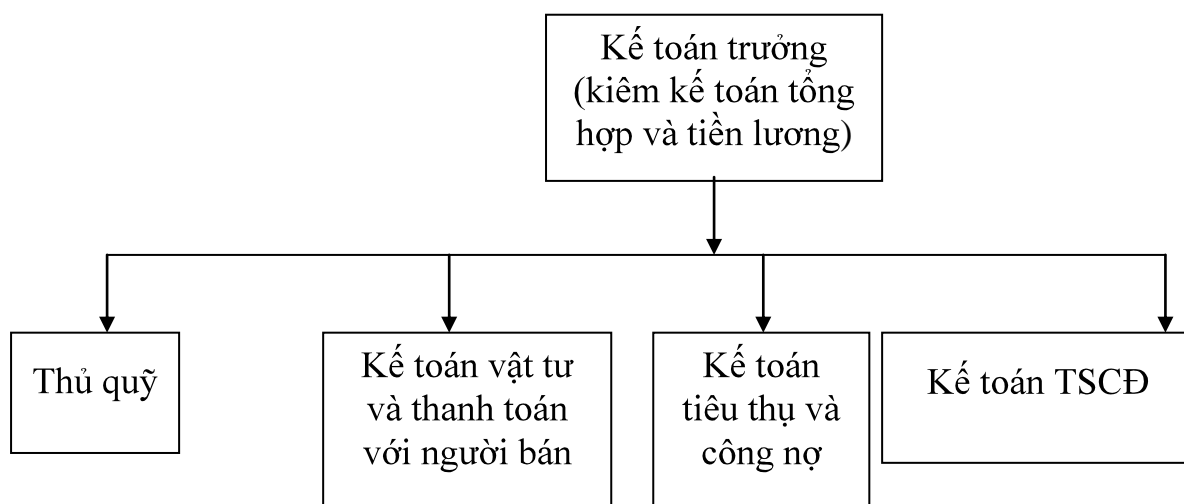 Kế toán trưởng
(kiêm kế toán tổng
hợp và tiền lương)
Thủ quỹ
Kế toán vật tư
và thanh toán
với người bán
Kế toán
tiêu thụ và
công nợ
Kế toán TSCĐ